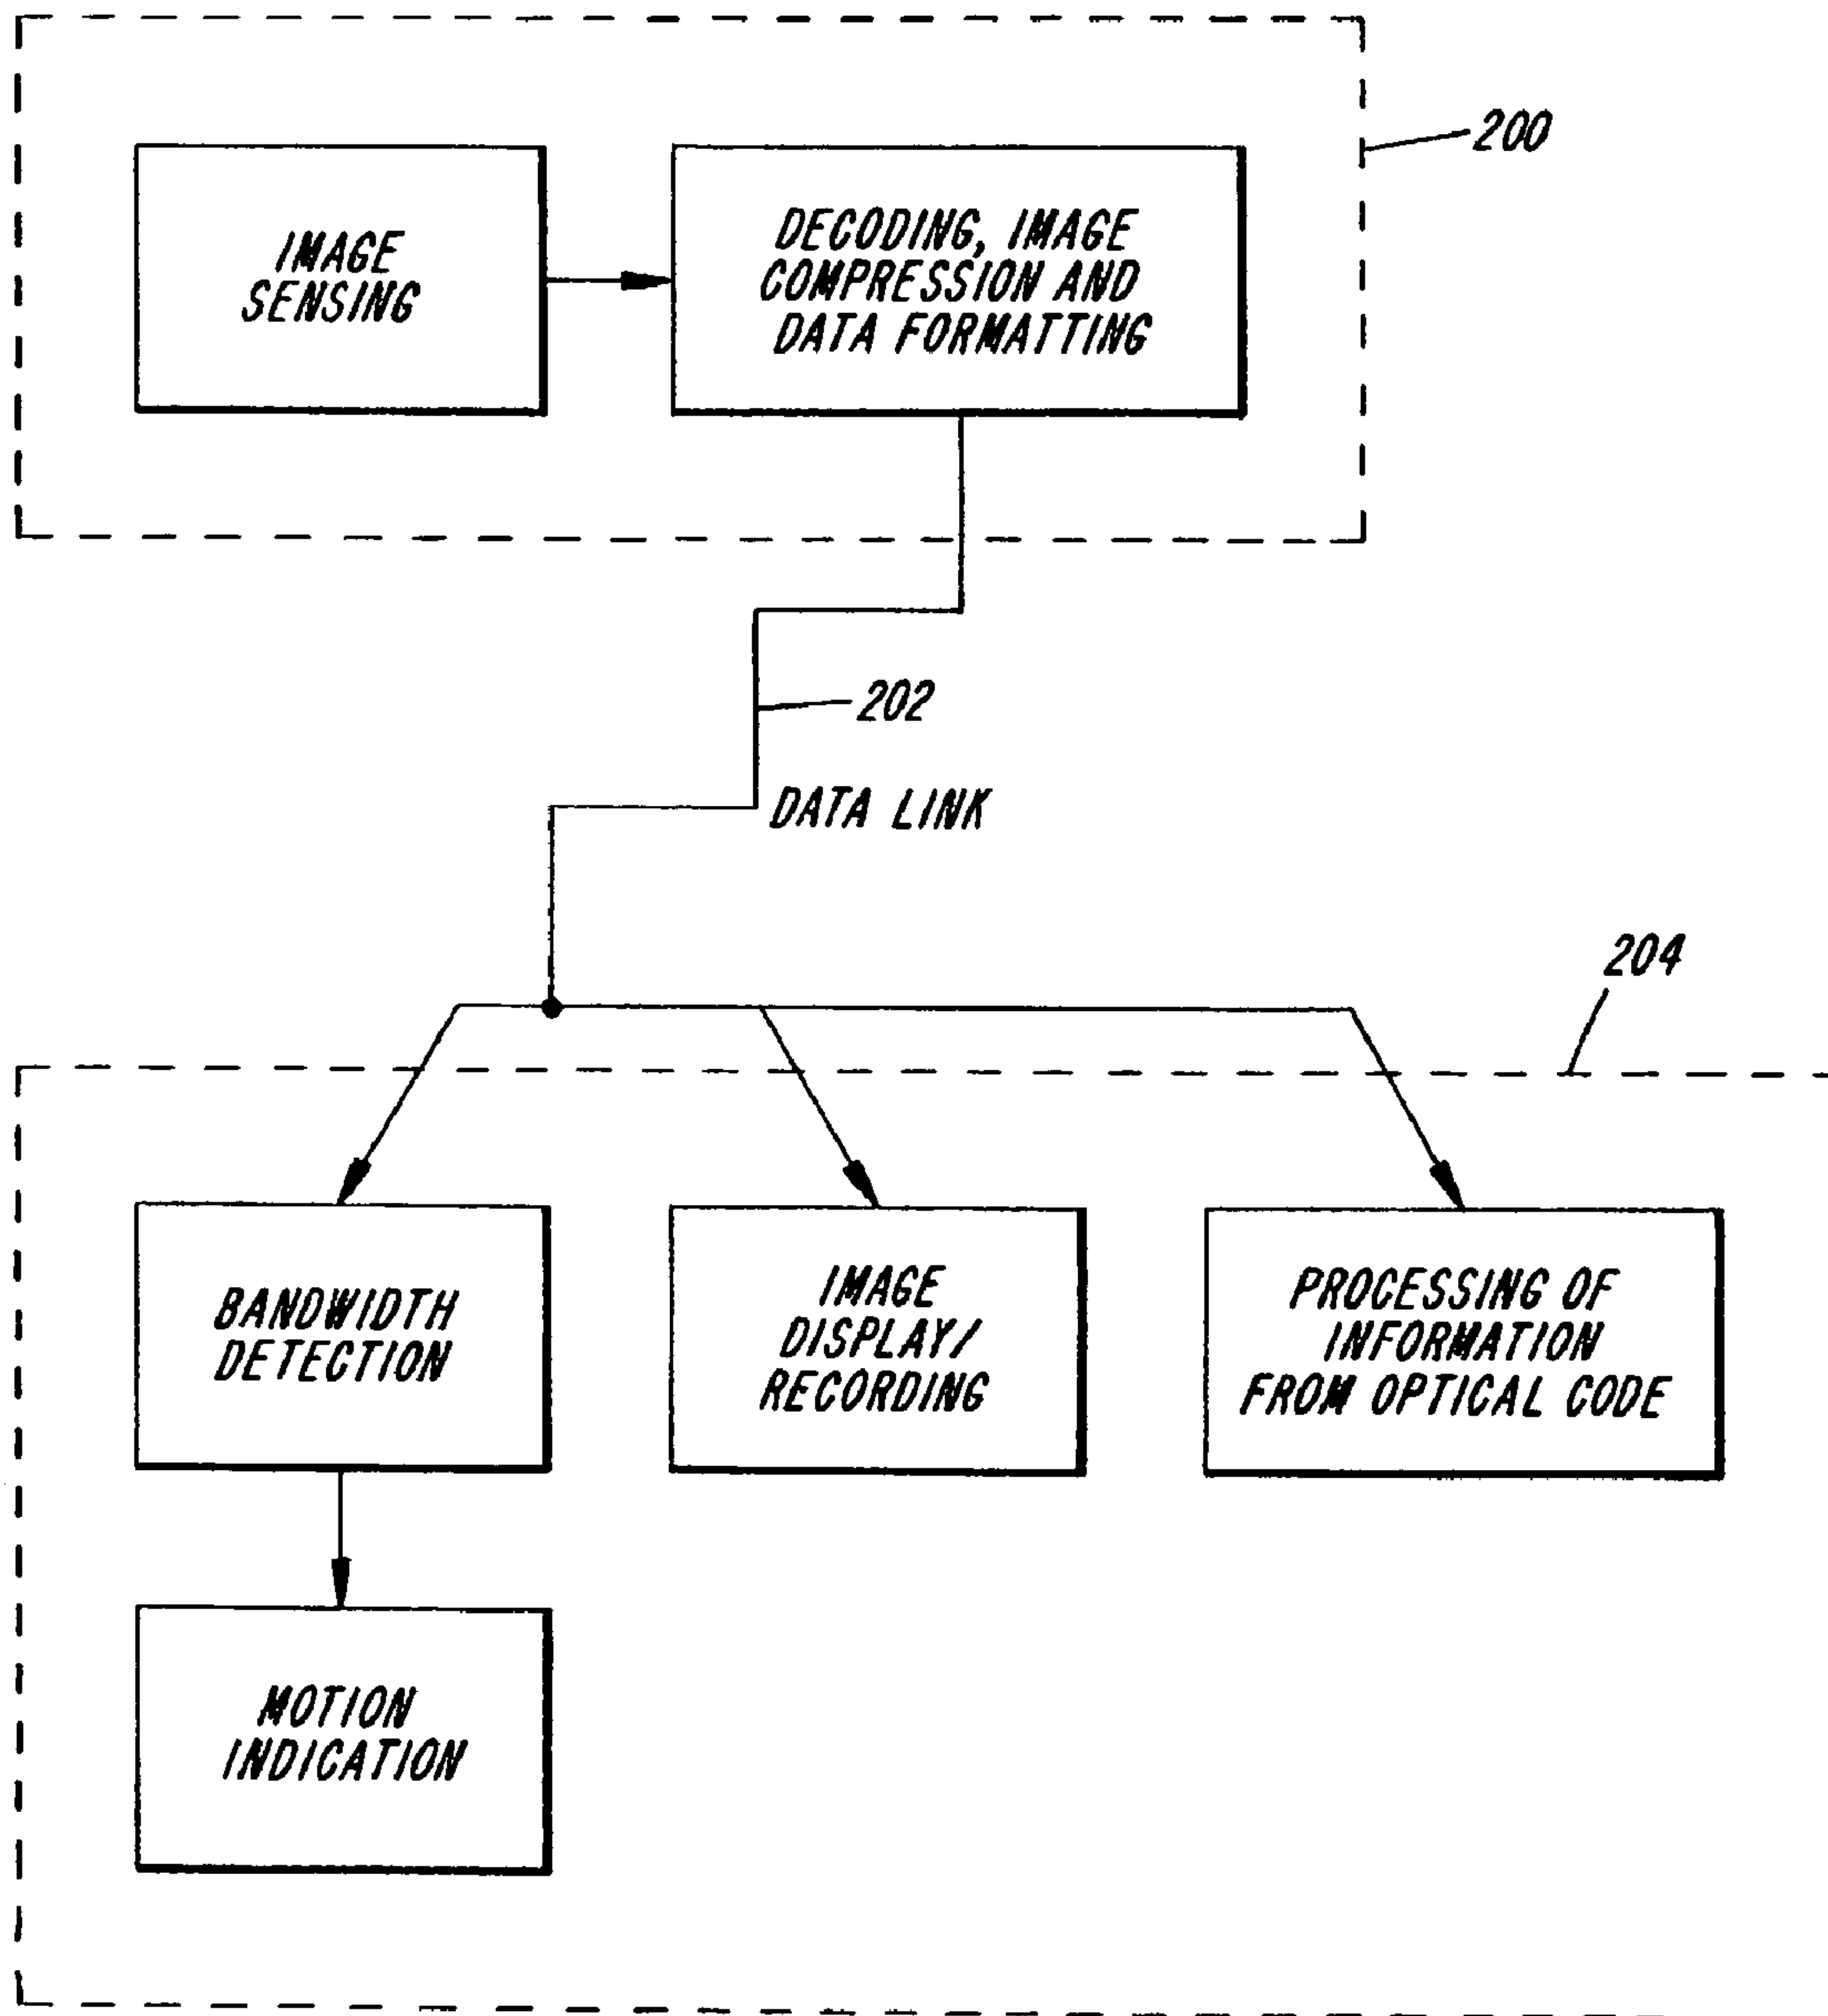 200
IMAGE
SENSING
DECODING, IMAGE
COMPRESSION AND
DATA FORMATTING
202
DATA LINK
204
BANDWIDTH
DETECTION
IMAGE
DISPLAY/
RECORDING
PROCESSING OF
INFORMATION
FROM OPTICAL CODE
MOTION
INDICATION